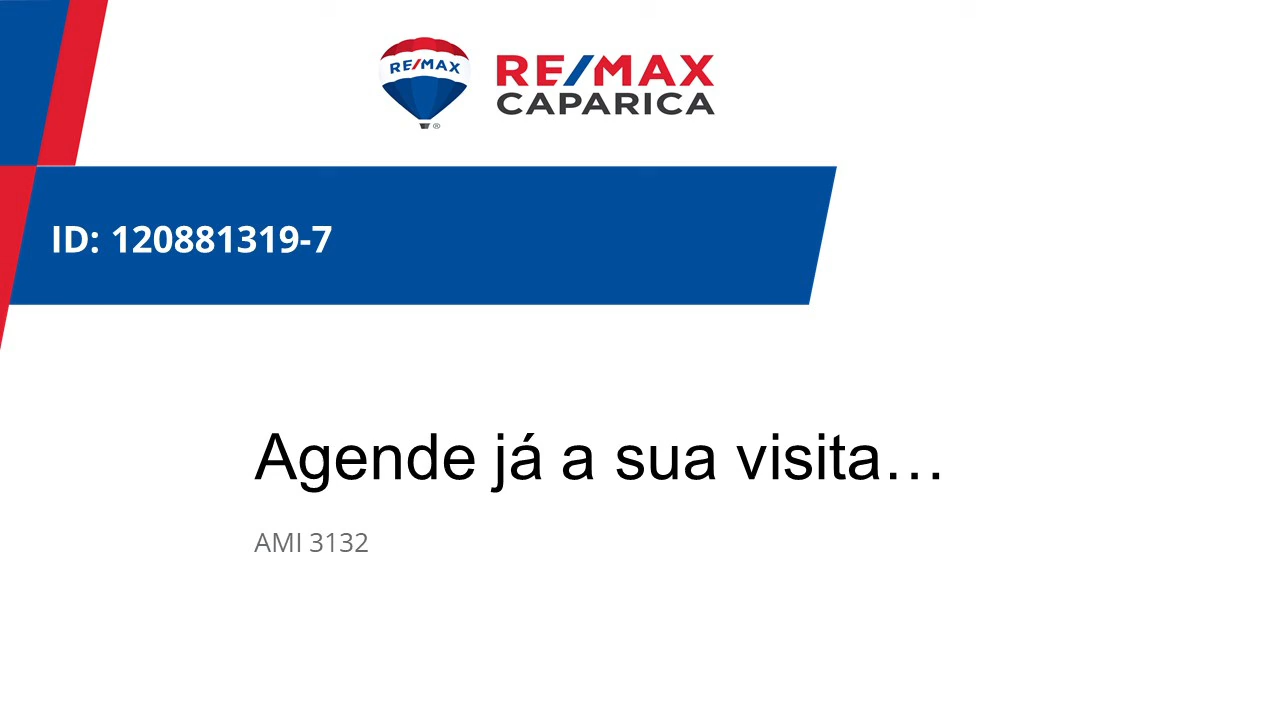 RE/MAX
RE/MAX
CAPARICA
ID: 120881319-7
Agende já a sua visita…
AMI 3132